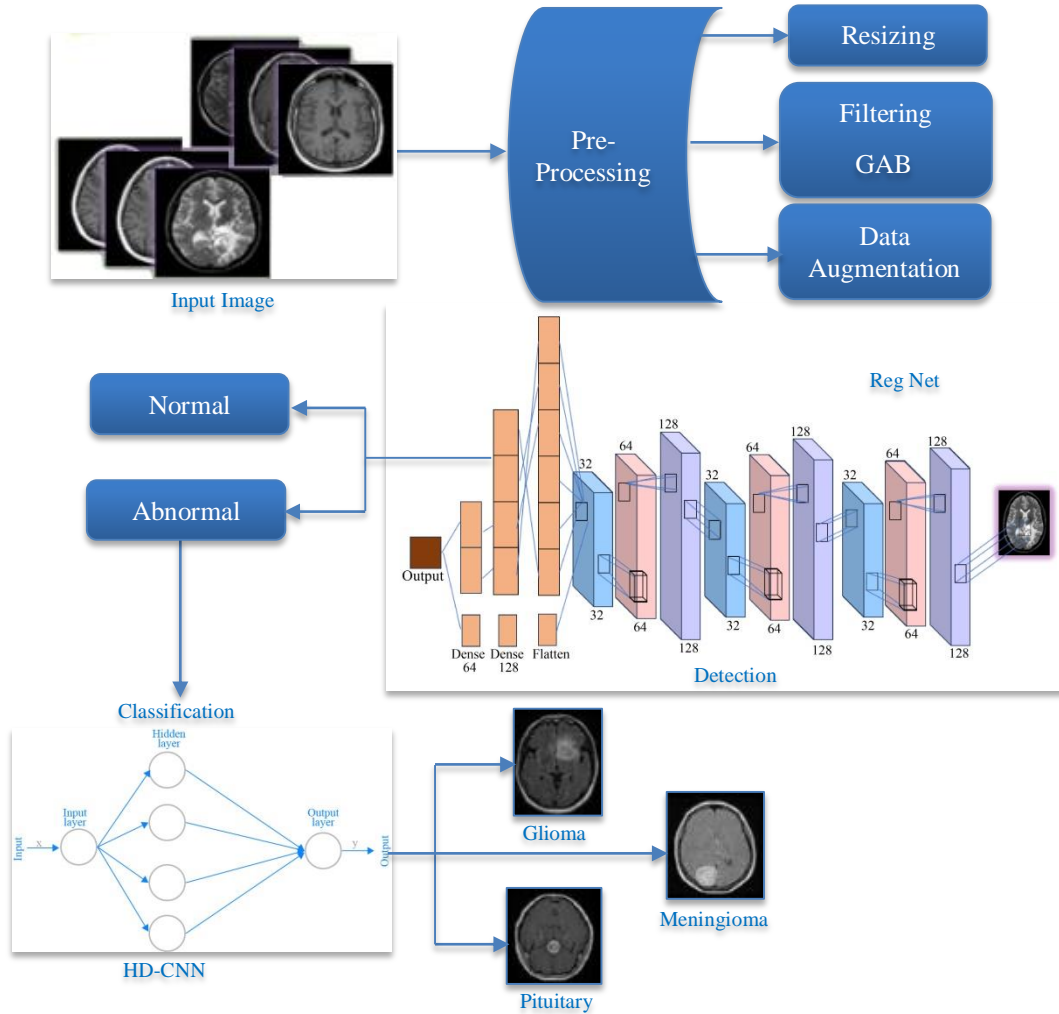 Input Image
Pre-
Processing
Resizing
Filtering
GAB
Data
Augmentation
Reg Net
Normal
Abnormal
Output
Dense
64
Dense
128
Flatten
32
32
64
64
128
128
32
32
64
64
128
128
32
32
64
64
128
128
Detection
Classification
Hidden
layer
Input layer
Output
layer
Input
x
y
Output
HD-CNN
Glioma
Meningioma
Pituitary